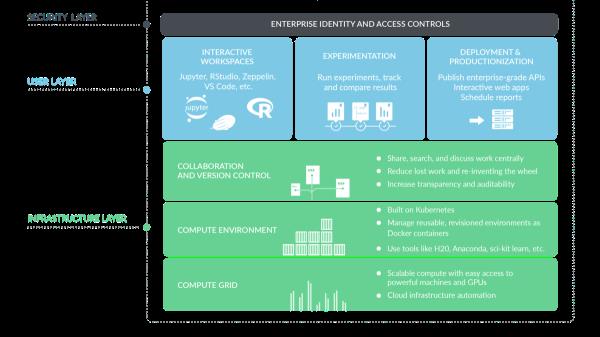 SECURITY LAYER
ENTERPRISE IDENTITY AND ACCESS CONTROLS
USER LAYER
INTERACTIVE
WORKSPACES
Jupyter, RStudio, Zeppelin,
VS Code, etc.
jupyter
R
EXPERIMENTATION
Run experiments, track
and compare results
DEPLOYMENT &
PRODUCTIONIZATION
Publish enterprise-grade APIs
Interactive web apps
Schedule reports
INFRASTRUCTURE LAYER
COLLABORATION
AND VERSION CONTROL
Share, search, and discuss work centrally
Reduce lost work and re-inventing the wheel
Increase transparency and auditability
COMPUTE ENVIRONMENT
Built on Kubernetes
Manage reusable, revisioned environments as
Docker containers
Use tools like H20, Anaconda, sci-kit learn, etc.
COMPUTE GRID
Scalable compute with easy access to
powerful machines and GPUs
Cloud infrastructure automation